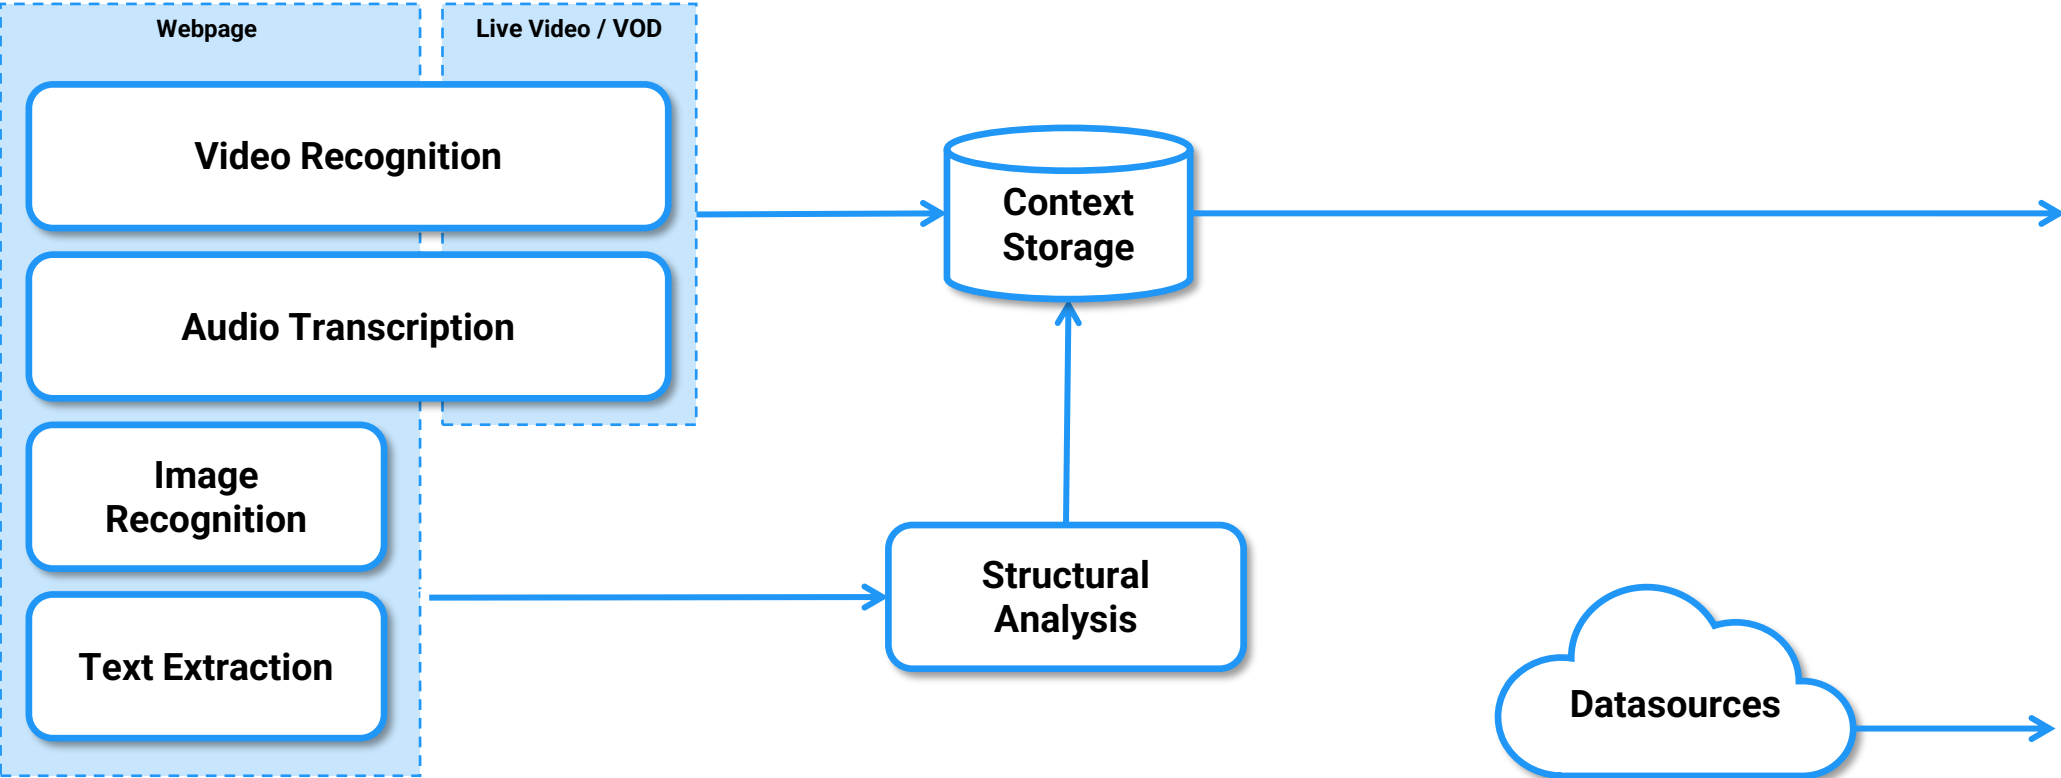 Webpage
Live Video / VOD
Video Recognition
Audio Transcription
Image
Recognition
Text Extraction
Context
Storage
Structural
Analysis
Datasources